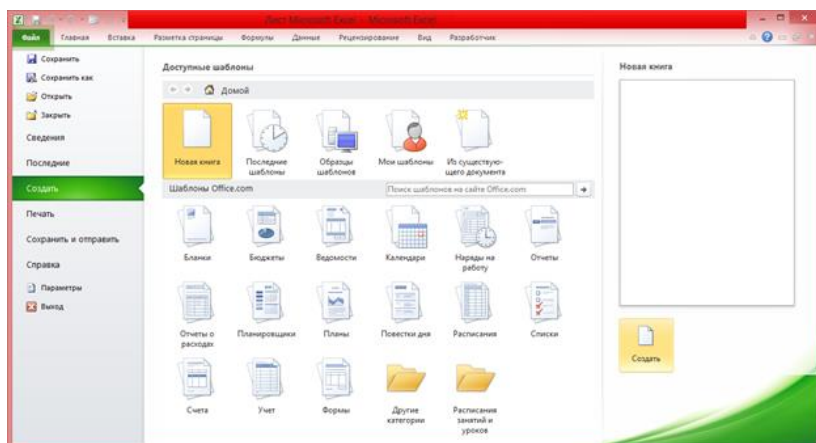 Лист Microsoft Excel - Microsoft Excel
Файл Главная Вставка Разметка страницы Формулы Данные Рецензирование Вид Разработчик
Сохранить
Сохранить как
Открыть
Закрыть
Сведения
Последние
Создать
Печать
Сохранить и отправить
Справка
Параметры
Выход
Доступные шаблоны
Домой
Новая книга
Последние
шаблоны
Образцы
шаблонов
Мои шаблоны
Из существую-
щего документа
Шаблоны Office.com
Поиск шаблонов на сайте Office.com
Бланки
Бюджеты
Ведомости
Календари
Наряды на
работу
Отчеты
Отчеты о
расходах
Планировщики
Планы
Повестки дня
Расписания
Списки
Счета
Учет
Формы
Другие
категории
Расписания
занятий и
уроков
Новая книга
Создать